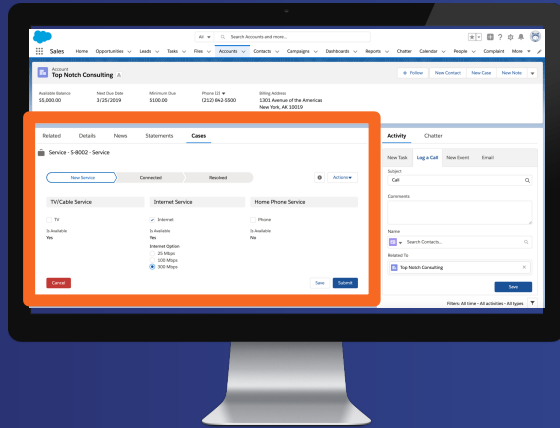 All
Search Accounts and more...
Sales Home Opportunities Leads Tasks Files Accounts Contacts Campaigns Dashboards Reports Chatter Calendar People Complaint More
Account
Top Notch Consulting
+ Follow New Contact New Case New Note
Available Balance Next Due Date Minimum Due Phone (2) Billing Address
$5,000.00 3/25/2019 $100.00 (212) 842-5500 1301 Avenue of the Americas
New York, AK 10019
Related Details News Statements Cases
Service - S-8002 - Service
New Service Connected Resolved
Actions
TV/Cable Service Internet Service Home Phone Service
TV Internet Phone
Is Available Is Available Is Available
Yes Yes No
Internet Option
25 Mbps
100 Mbps
300 Mbps
Cancel Save Submit
Activity Chatter
New Task Log a Call New Event Email
Subject
Call
Comments
Name
Search Contacts...
Related To
Top Notch Consulting
Save
Filters: All time • All activities • All types